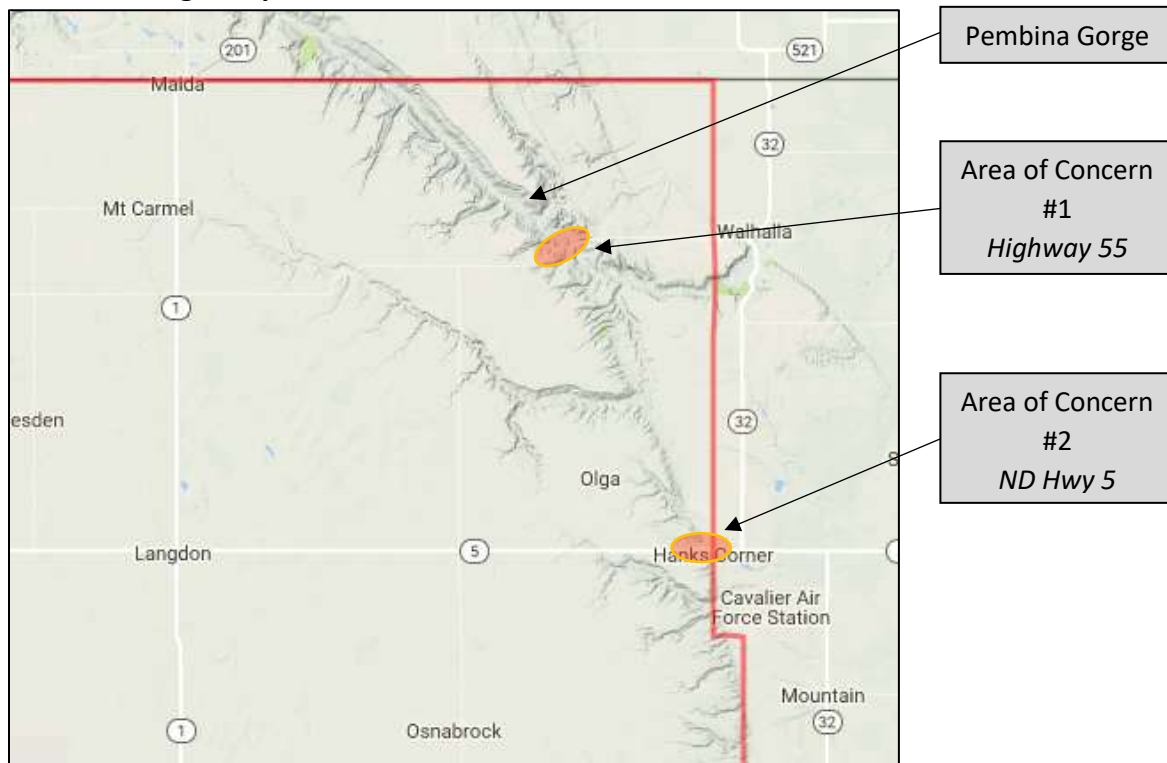 Pembina Gorge
201
521
Maida
32
Area of Concern
#1
Highway 55
Mt Carmel
Walhalla
1
Area of Concern
#2
ND Hwy 5
esden
32
S
Olga
Langdon
5
Hanks Corner
Cavalier Air
Force Station
Mountain
1
Osnabrock
32